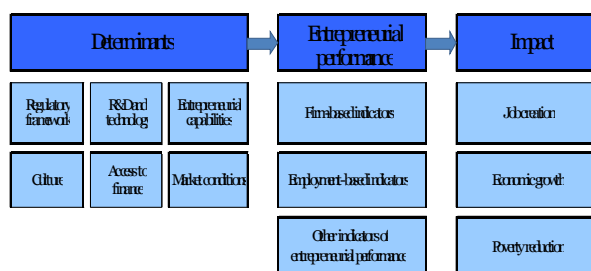 Determinants
Entrepreneurial
performance
Impact
Regulatory
framework
R&D and
technology
Entrepreneurial
capabilities
Firm-based indicators
Job creation
Culture
Access to
finance
Market conditions
Employment-based indicators
Economic growth
Other indicators of
entrepreneurial performance
Poverty reduction